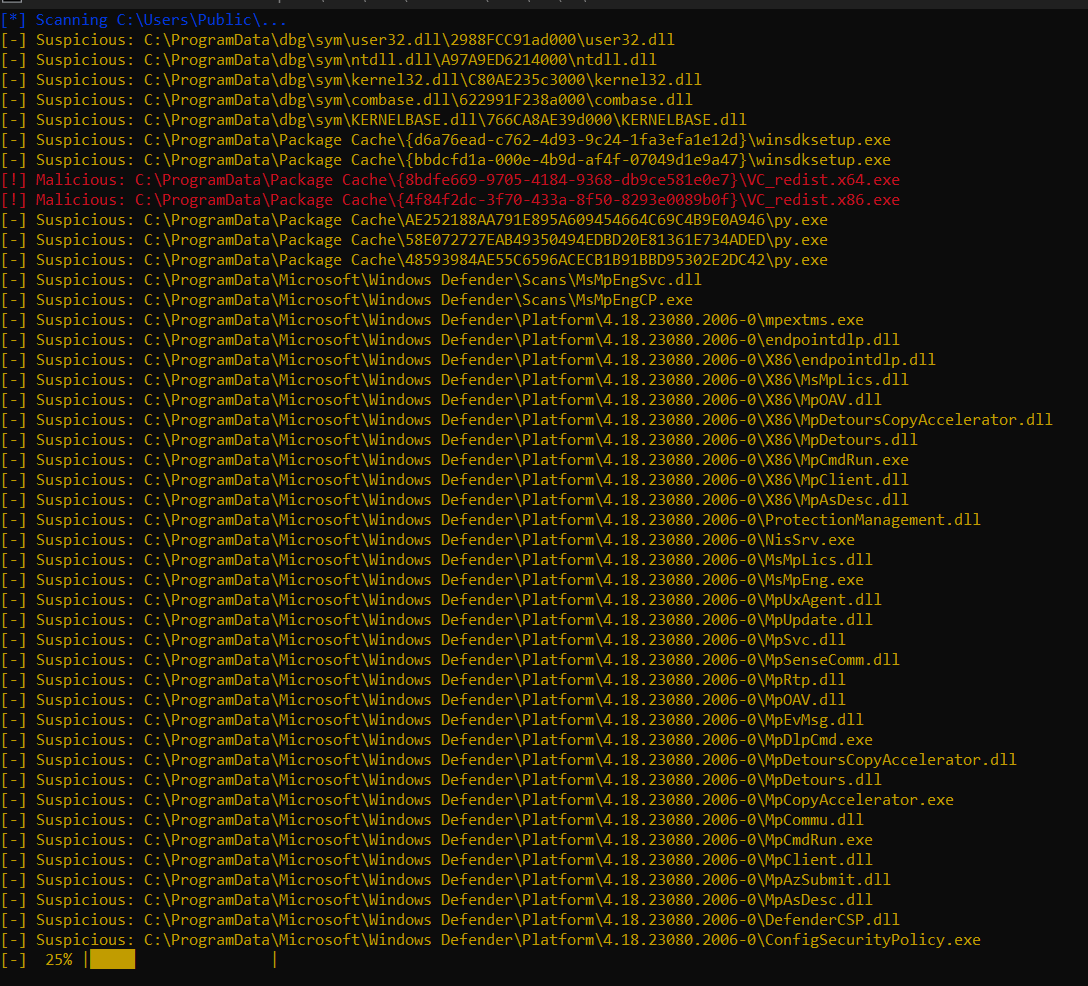 [*] Scanning C:\Users\Public\...
[-] Suspicious: C:\ProgramData\dbg\sym\user32.dll\2988FCC91ad000\user32.dll
[-] Suspicious: C:\ProgramData\dbg\sym\ntdll.dll\A97A9ED6214000\ntdll.dll
[-] Suspicious: C:\ProgramData\dbg\sym\kernel32.dll\C80AE235c3000\kernel32.dll
[-] Suspicious: C:\ProgramData\dbg\sym\combase.dll\622991F238a000\combase.dll
[-] Suspicious: C:\ProgramData\dbg\sym\KERNELBASE.dll\766CA8AE39d000\KERNELBASE.dll
[-] Suspicious: C:\ProgramData\Package Cache\{d6a76ead-c762-4d93-9c24-1fa3efa1e12d}\winsdksetup.exe
[-] Suspicious: C:\ProgramData\Package Cache\{bbdcfd1a-000e-4b9d-af4f-07049d1e9a47}\winsdksetup.exe
[!] Malicious: C:\ProgramData\Package Cache\{8bdfe669-9705-4184-9368-db9ce581e0e7}\VC_redist.x64.exe
[!] Malicious: C:\ProgramData\Package Cache\{4f84f2dc-3f70-433a-8f50-8293e0089b0f}\VC_redist.x86.exe
[-] Suspicious: C:\ProgramData\Package Cache\AE252188AA791E895A609454664C69C4B9E0A946\py.exe
[-] Suspicious: C:\ProgramData\Package Cache\58E072727EAB49350494EDBD20E81361E734ADED\py.exe
[-] Suspicious: C:\ProgramData\Package Cache\48593984AE55C6596ACECB1B91BBD95302E2DC42\py.exe
[-] Suspicious: C:\ProgramData\Microsoft\Windows Defender\Scans\MsMpEngSvc.dll
[-] Suspicious: C:\ProgramData\Microsoft\Windows Defender\Scans\MsMpEngCP.exe
[-] Suspicious: C:\ProgramData\Microsoft\Windows Defender\Platform\4.18.23080.2006-0\mpextms.exe
[-] Suspicious: C:\ProgramData\Microsoft\Windows Defender\Platform\4.18.23080.2006-0\endpointdlp.dll
[-] Suspicious: C:\ProgramData\Microsoft\Windows Defender\Platform\4.18.23080.2006-0\X86\endpointdlp.dll
[-] Suspicious: C:\ProgramData\Microsoft\Windows Defender\Platform\4.18.23080.2006-0\X86\MsMpLics.dll
[-] Suspicious: C:\ProgramData\Microsoft\Windows Defender\Platform\4.18.23080.2006-0\X86\MpOAV.dll
[-] Suspicious: C:\ProgramData\Microsoft\Windows Defender\Platform\4.18.23080.2006-0\X86\MpDetoursCopyAccelerator.dll
[-] Suspicious: C:\ProgramData\Microsoft\Windows Defender\Platform\4.18.23080.2006-0\X86\MpDetours.dll
[-] Suspicious: C:\ProgramData\Microsoft\Windows Defender\Platform\4.18.23080.2006-0\X86\MpCmdRun.exe
[-] Suspicious: C:\ProgramData\Microsoft\Windows Defender\Platform\4.18.23080.2006-0\X86\MpClient.dll
[-] Suspicious: C:\ProgramData\Microsoft\Windows Defender\Platform\4.18.23080.2006-0\X86\MpAsDesc.dll
[-] Suspicious: C:\ProgramData\Microsoft\Windows Defender\Platform\4.18.23080.2006-0\ProtectionManagement.dll
[-] Suspicious: C:\ProgramData\Microsoft\Windows Defender\Platform\4.18.23080.2006-0\NisSrv.exe
[-] Suspicious: C:\ProgramData\Microsoft\Windows Defender\Platform\4.18.23080.2006-0\MsMpLics.dll
[-] Suspicious: C:\ProgramData\Microsoft\Windows Defender\Platform\4.18.23080.2006-0\MsMpEng.exe
[-] Suspicious: C:\ProgramData\Microsoft\Windows Defender\Platform\4.18.23080.2006-0\MpUxAgent.dll
[-] Suspicious: C:\ProgramData\Microsoft\Windows Defender\Platform\4.18.23080.2006-0\MpUpdate.dll
[-] Suspicious: C:\ProgramData\Microsoft\Windows Defender\Platform\4.18.23080.2006-0\MpSvc.dll
[-] Suspicious: C:\ProgramData\Microsoft\Windows Defender\Platform\4.18.23080.2006-0\MpSenseComm.dll
[-] Suspicious: C:\ProgramData\Microsoft\Windows Defender\Platform\4.18.23080.2006-0\MpRtp.dll
[-] Suspicious: C:\ProgramData\Microsoft\Windows Defender\Platform\4.18.23080.2006-0\MpOAV.dll
[-] Suspicious: C:\ProgramData\Microsoft\Windows Defender\Platform\4.18.23080.2006-0\MpEvMsg.dll
[-] Suspicious: C:\ProgramData\Microsoft\Windows Defender\Platform\4.18.23080.2006-0\MpDlpCmd.exe
[-] Suspicious: C:\ProgramData\Microsoft\Windows Defender\Platform\4.18.23080.2006-0\MpDetoursCopyAccelerator.dll
[-] Suspicious: C:\ProgramData\Microsoft\Windows Defender\Platform\4.18.23080.2006-0\MpDetours.dll
[-] Suspicious: C:\ProgramData\Microsoft\Windows Defender\Platform\4.18.23080.2006-0\MpCopyAccelerator.exe
[-] Suspicious: C:\ProgramData\Microsoft\Windows Defender\Platform\4.18.23080.2006-0\MpCommu.dll
[-] Suspicious: C:\ProgramData\Microsoft\Windows Defender\Platform\4.18.23080.2006-0\MpCmdRun.exe
[-] Suspicious: C:\ProgramData\Microsoft\Windows Defender\Platform\4.18.23080.2006-0\MpClient.dll
[-] Suspicious: C:\ProgramData\Microsoft\Windows Defender\Platform\4.18.23080.2006-0\MpAzSubmit.dll
[-] Suspicious: C:\ProgramData\Microsoft\Windows Defender\Platform\4.18.23080.2006-0\MpAsDesc.dll
[-] Suspicious: C:\ProgramData\Microsoft\Windows Defender\Platform\4.18.23080.2006-0\DefenderCSP.dll
[-] Suspicious: C:\ProgramData\Microsoft\Windows Defender\Platform\4.18.23080.2006-0\ConfigSecurityPolicy.exe
[-]  25% |█████               |